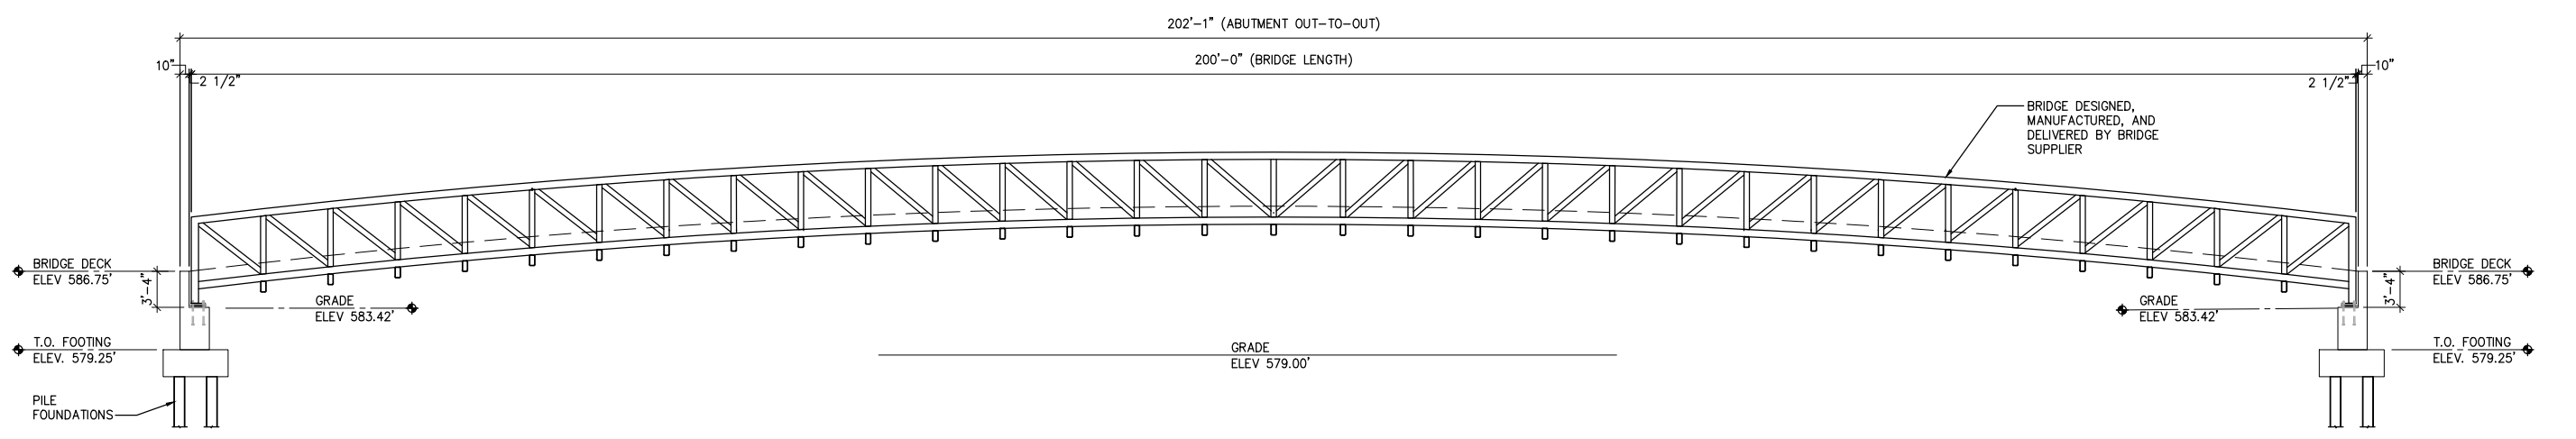 202'-1" (ABUTMENT OUT-TO-OUT)
200'-0" (BRIDGE LENGTH)
10"
2 1/2"
2 1/2"
10"
BRIDGE DESIGNED,
MANUFACTURED, AND
DELIVERED BY BRIDGE
SUPPLIER
BRIDGE DECK
ELEV 586.75'
3'-4"
GRADE
ELEV 583.42'
T.O. FOOTING
ELEV. 579.25'
PILE
FOUNDATIONS
GRADE
ELEV 579.00'
GRADE
ELEV 583.42'
3'-4"
BRIDGE DECK
ELEV 586.75'
T.O. FOOTING
ELEV. 579.25'